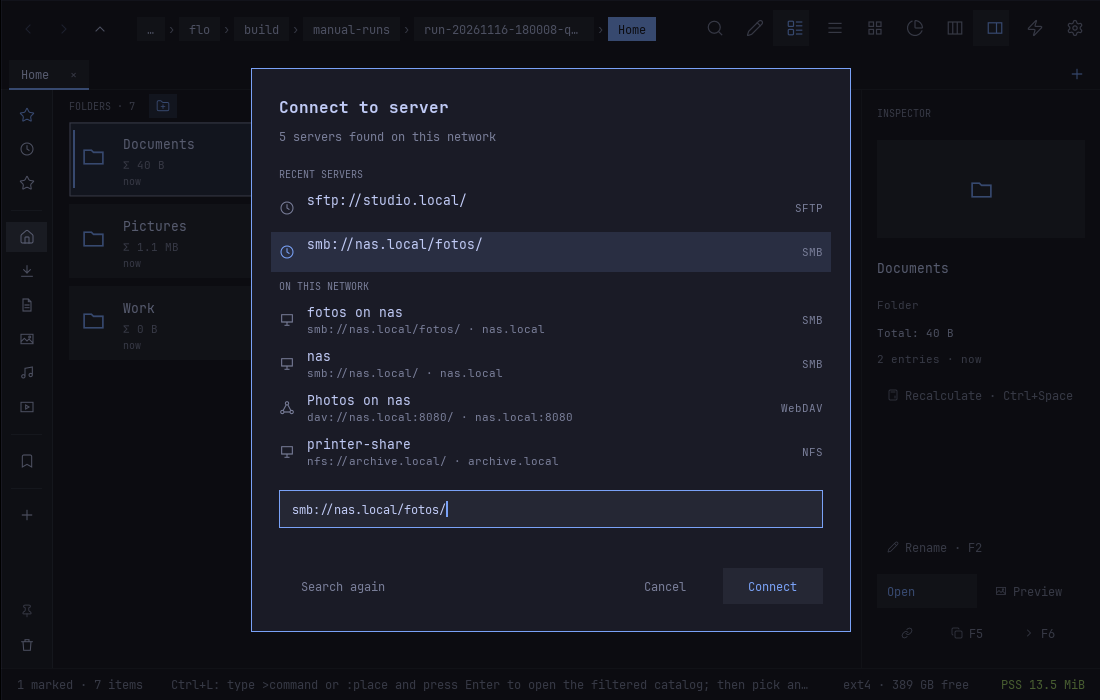 … › flo › build › manual-runs › run-20261116-180008-q… › Home
Home ×
FOLDERS · 7
Documents
Σ 40 B
now
Pictures
Σ 1.1 MB
now
Work
Σ 0 B
now
Connect to server
5 servers found on this network
RECENT SERVERS
sftp://studio.local/ SFTP
smb://nas.local/fotos/ SMB
ON THIS NETWORK
fotos on nas
smb://nas.local/fotos/ · nas.local SMB
nas
smb://nas.local/ · nas.local SMB
Photos on nas
dav://nas.local:8080/ · nas.local:8080 WebDAV
printer-share
nfs://archive.local/ · archive.local NFS
smb://nas.local/fotos/
Search again Cancel Connect
INSPECTOR
Documents
Folder
Total: 40 B
2 entries · now
Recalculate · Ctrl+Space
Rename · F2
Open Preview
F5 F6
1 marked · 7 items Ctrl+L: type >command or :place and press Enter to open the filtered catalog; then pick an… ext4 · 389 GB free PSS 13.5 MiB